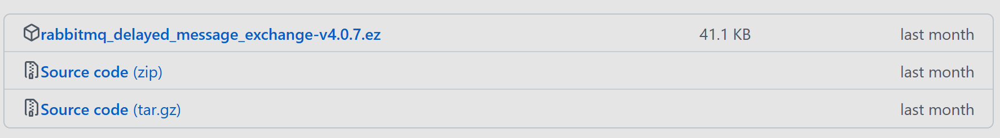 rabbitmq_delayed_message_exchange-v4.0.7.ez 41.1 KB last month
Source code (zip) last month
Source code (tar.gz) last month